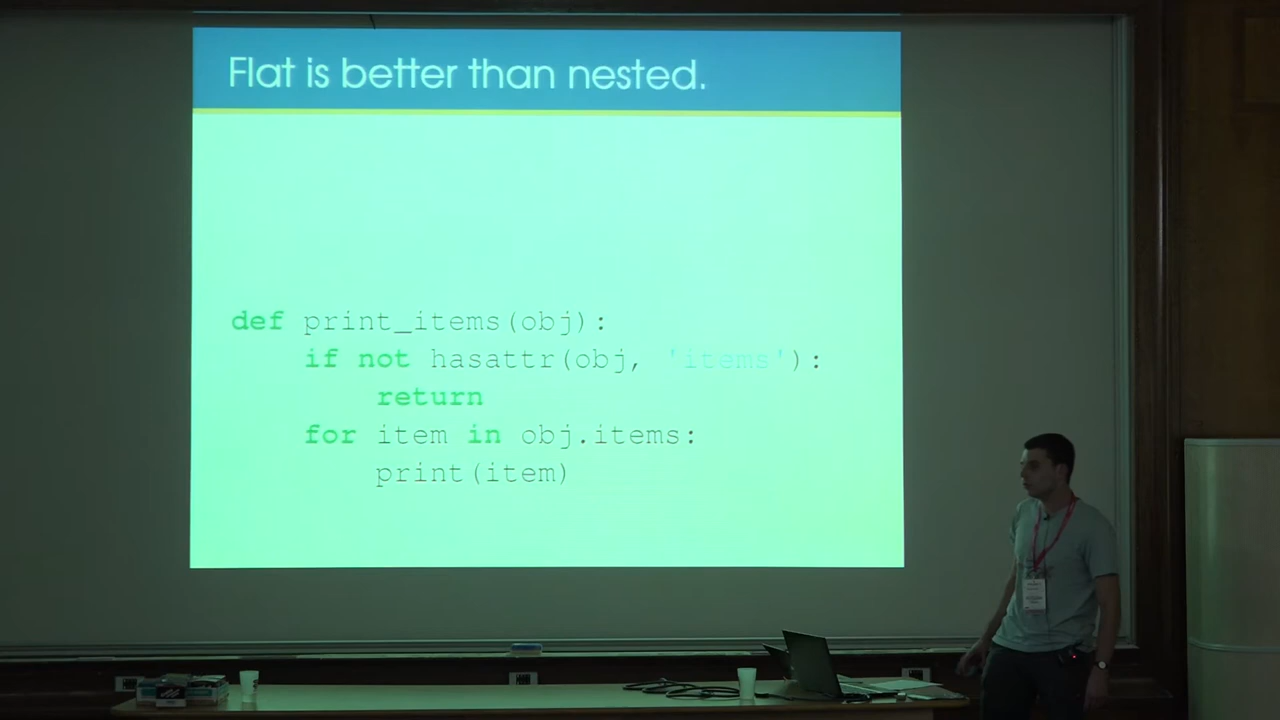 Flat is better than nested.
def print_items(obj):
    if not hasattr(obj, 'items'):
        return
    for item in obj.items:
        print(item)